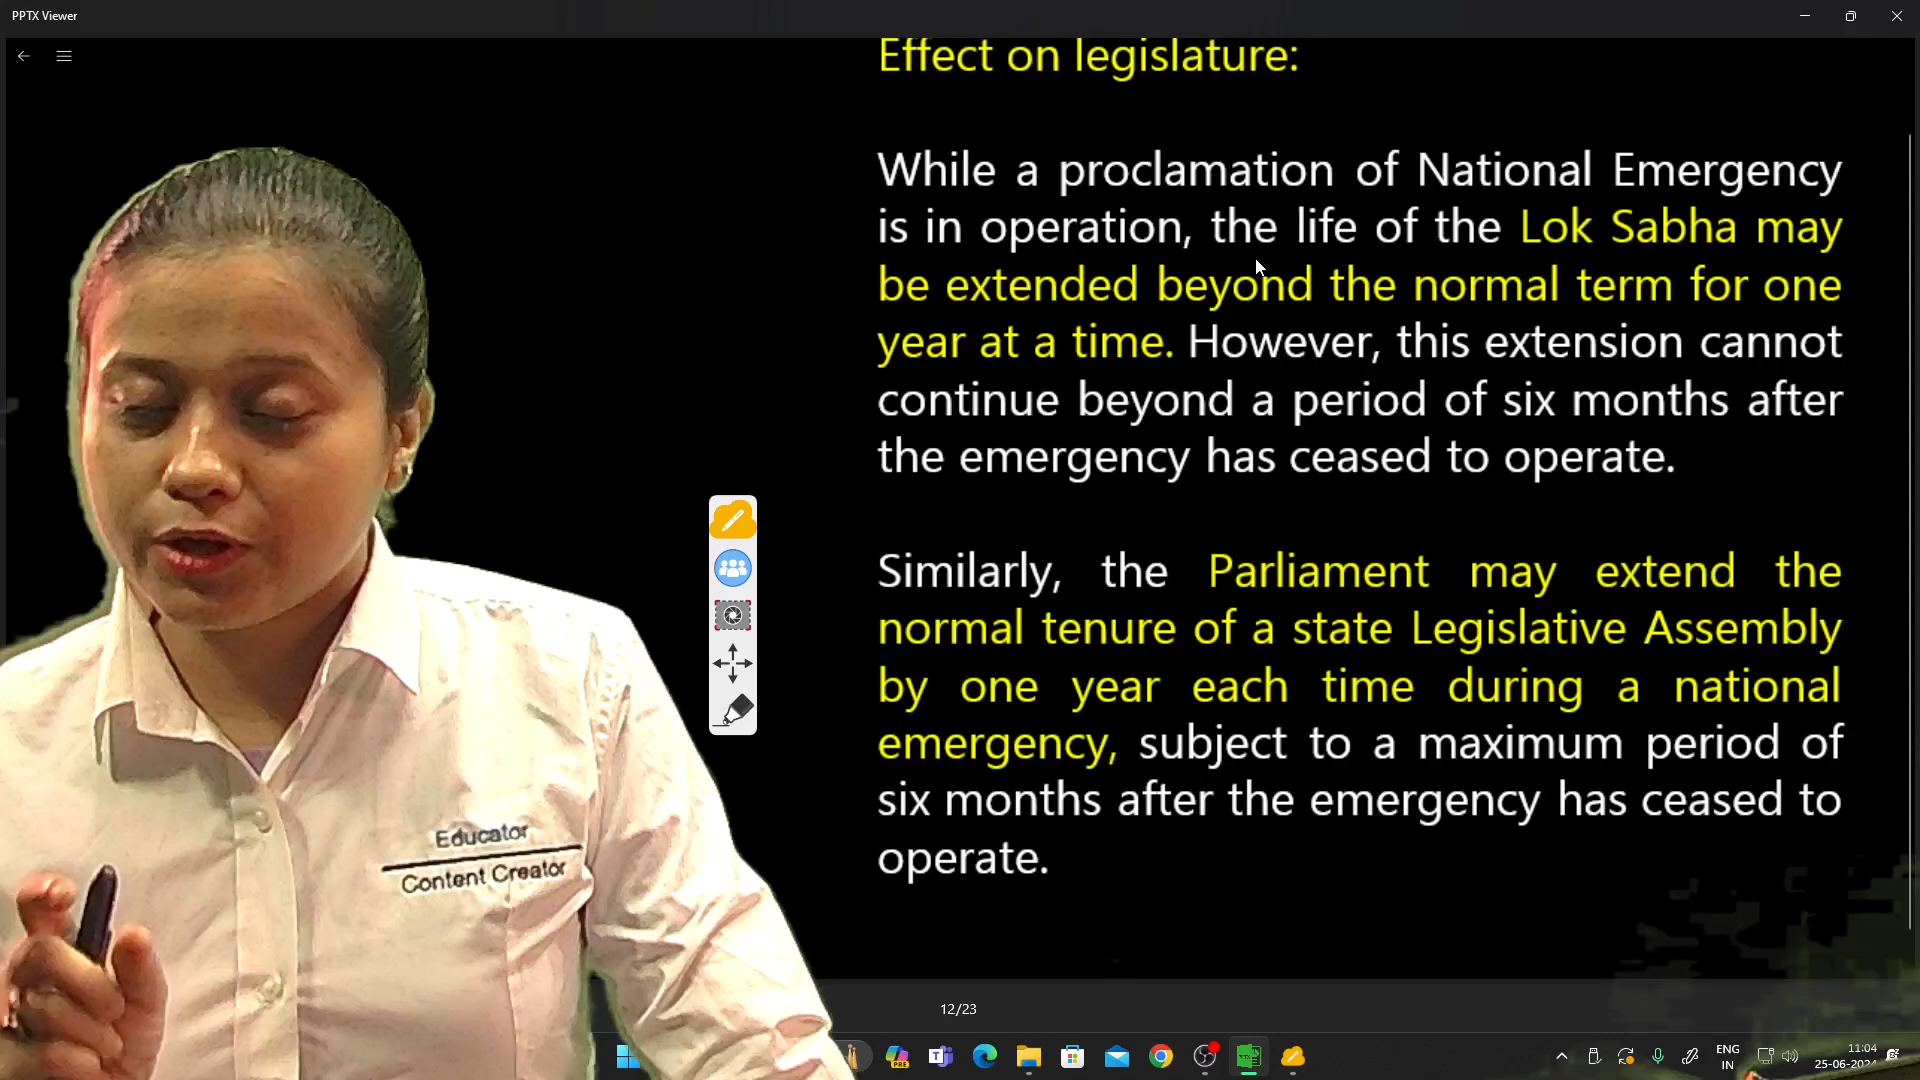 PPTX Viewer
Effect on legislature:
While a proclamation of National Emergency
is in operation, the life of the Lok Sabha may
be extended beyond the normal term for one
year at a time. However, this extension cannot
continue beyond a period of six months after
the emergency has ceased to operate.
Similarly, the Parliament may extend the
normal tenure of a state Legislative Assembly
by one year each time during a national
emergency, subject to a maximum period of
six months after the emergency has ceased to
operate.
Educator
Content Creator
12/23
PRE
ENG
IN
11:04
25-06-2024